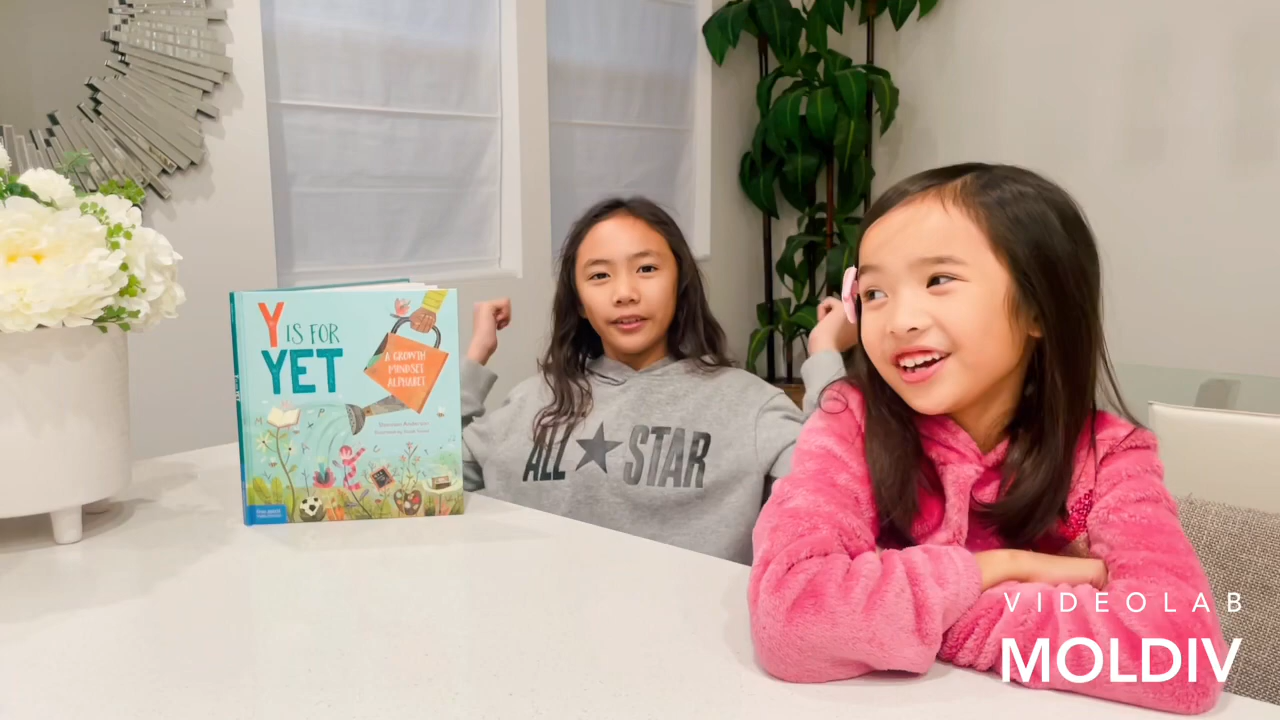 Y IS FOR
YET
A GROWTH
MINDSET
ALPHABET
ALL ★ STAR
VIDEOLAB
MOLDIV